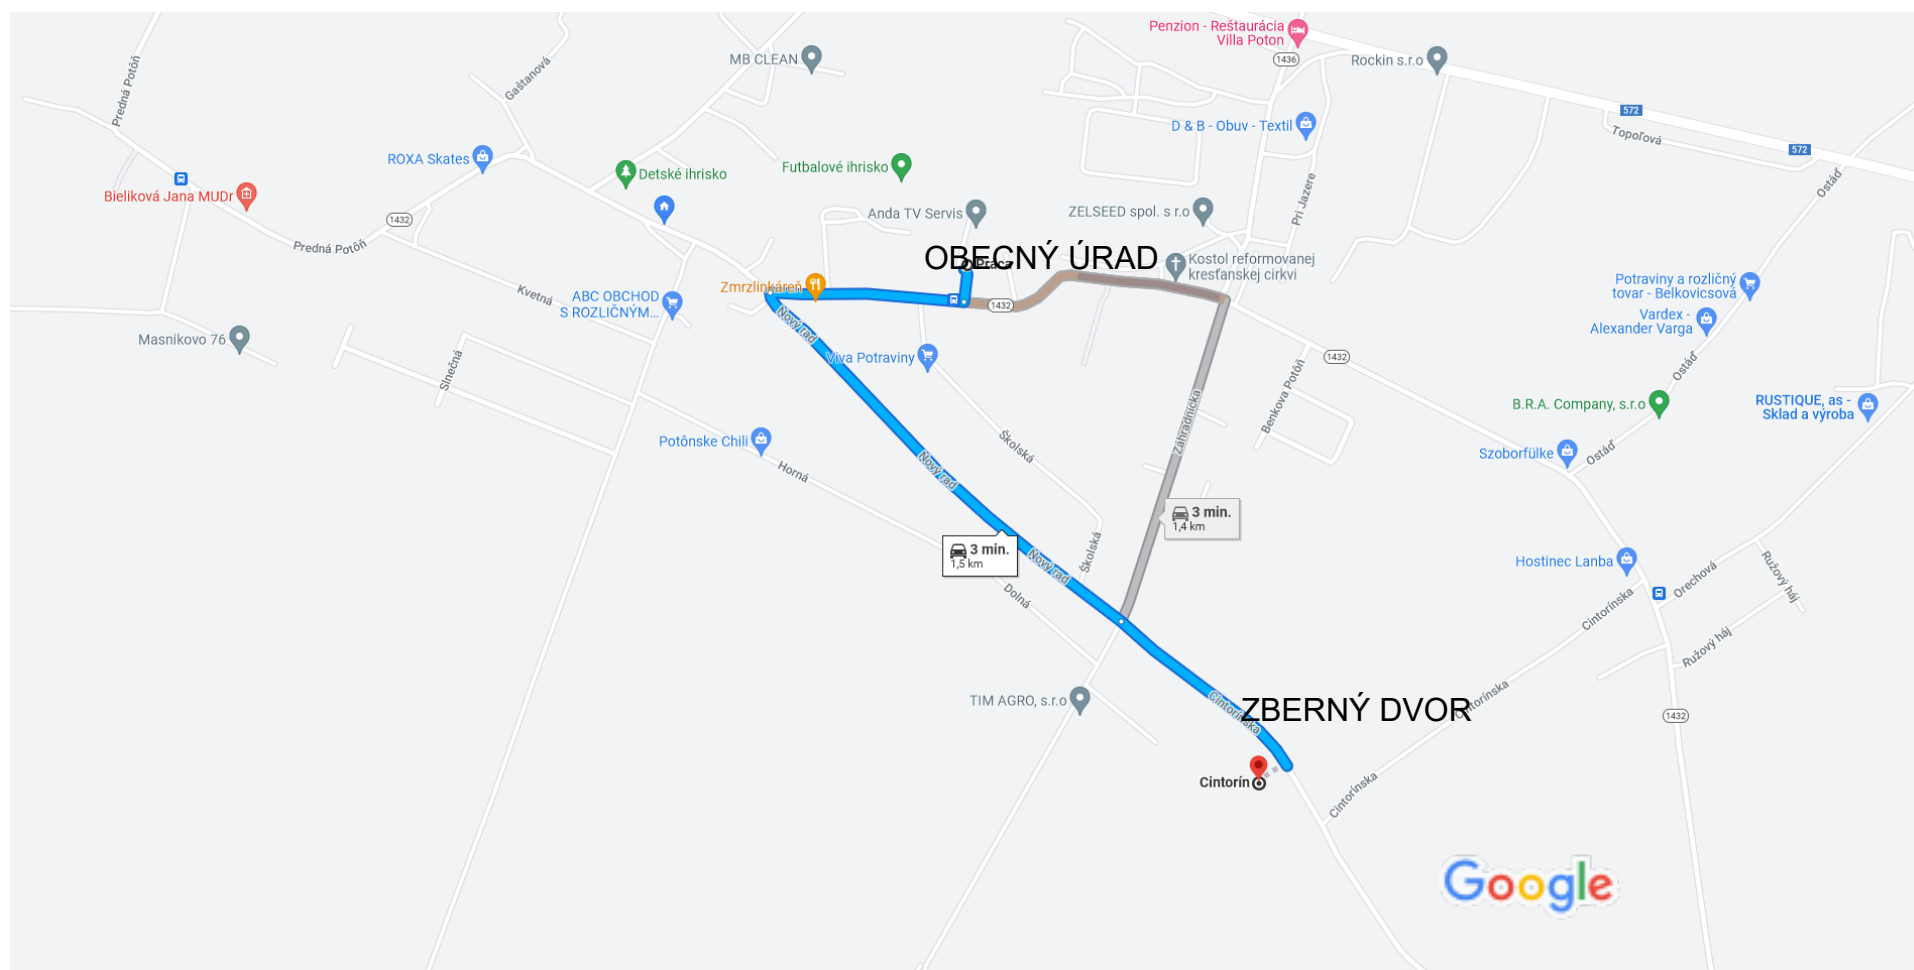 Penzion - Reštaurácia
Villa Poton
MB CLEAN
1436
Rockin s.r.o
Gaštanová
Predná Potôň
572
D & B - Obuv - Textil
Topoľová
572
ROXA Skates
Futbalové ihrisko
Detské ihrisko
Ostáď
Bieliková Jana MUDr
Pri Jazere
Anda TV Servis
ZELSEED spol. s r.o
1432
Predná Potôň
OBECNÝ ÚRAD
Práca
Kostol reformovanej
kresťanskej cirkvi
Zmrzlinkáreň
Kvetná
ABC OBCHOD
S ROZLIČNÝM...
1432
Potraviny a rozličný
tovar - Belkovicsová
Vardex -
Alexander Varga
Nový rad
Masnikovo 76
Viva Potraviny
1432
Slnečná
Ostáď
Benkova Potôň
Záhradnícka
B.R.A. Company, s.r.o
RUSTIQUE, as -
Sklad a výroba
Potônske Chili
Školská
Horná
Nový rad
Szoborfülke
Ostáď
3 min.
1,4 km
3 min.
1,5 km
Školská
Nový rad
Hostinec Lanba
Orechová
Ružový háj
Dolná
Cintorínska
Ružový háj
TIM AGRO, s.r.o
Cintorínska
ZBERNÝ DVOR
Cintorínska
1432
Cintorín
Cintorínska
Google